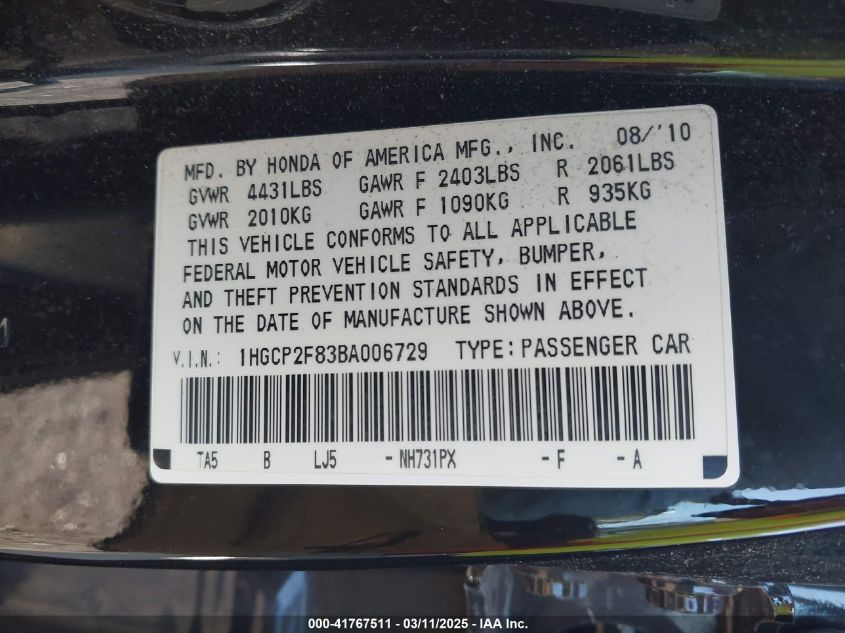 MFD. BY HONDA OF AMERICA MFG., INC. 08/'10
GVWR 4431LBS GAWR F 2403LBS R 2061LBS
GVWR 2010KG GAWR F 1090KG R 935KG
THIS VEHICLE CONFORMS TO ALL APPLICABLE
FEDERAL MOTOR VEHICLE SAFETY, BUMPER,
AND THEFT PREVENTION STANDARDS IN EFFECT
ON THE DATE OF MANUFACTURE SHOWN ABOVE.
V.I.N.: 1HGCP2F83BA006729 TYPE: PASSENGER CAR
TA5 B LJ5 -NH731PX -F -A
000-41767511 - 03/11/2025 - IAA Inc.